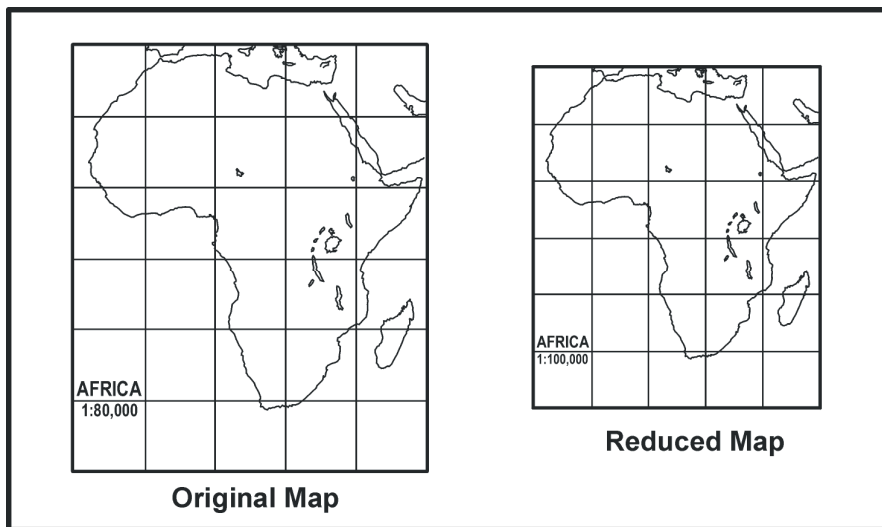 AFRICA
1:80,000
Original Map
AFRICA
1:100,000
Reduced Map